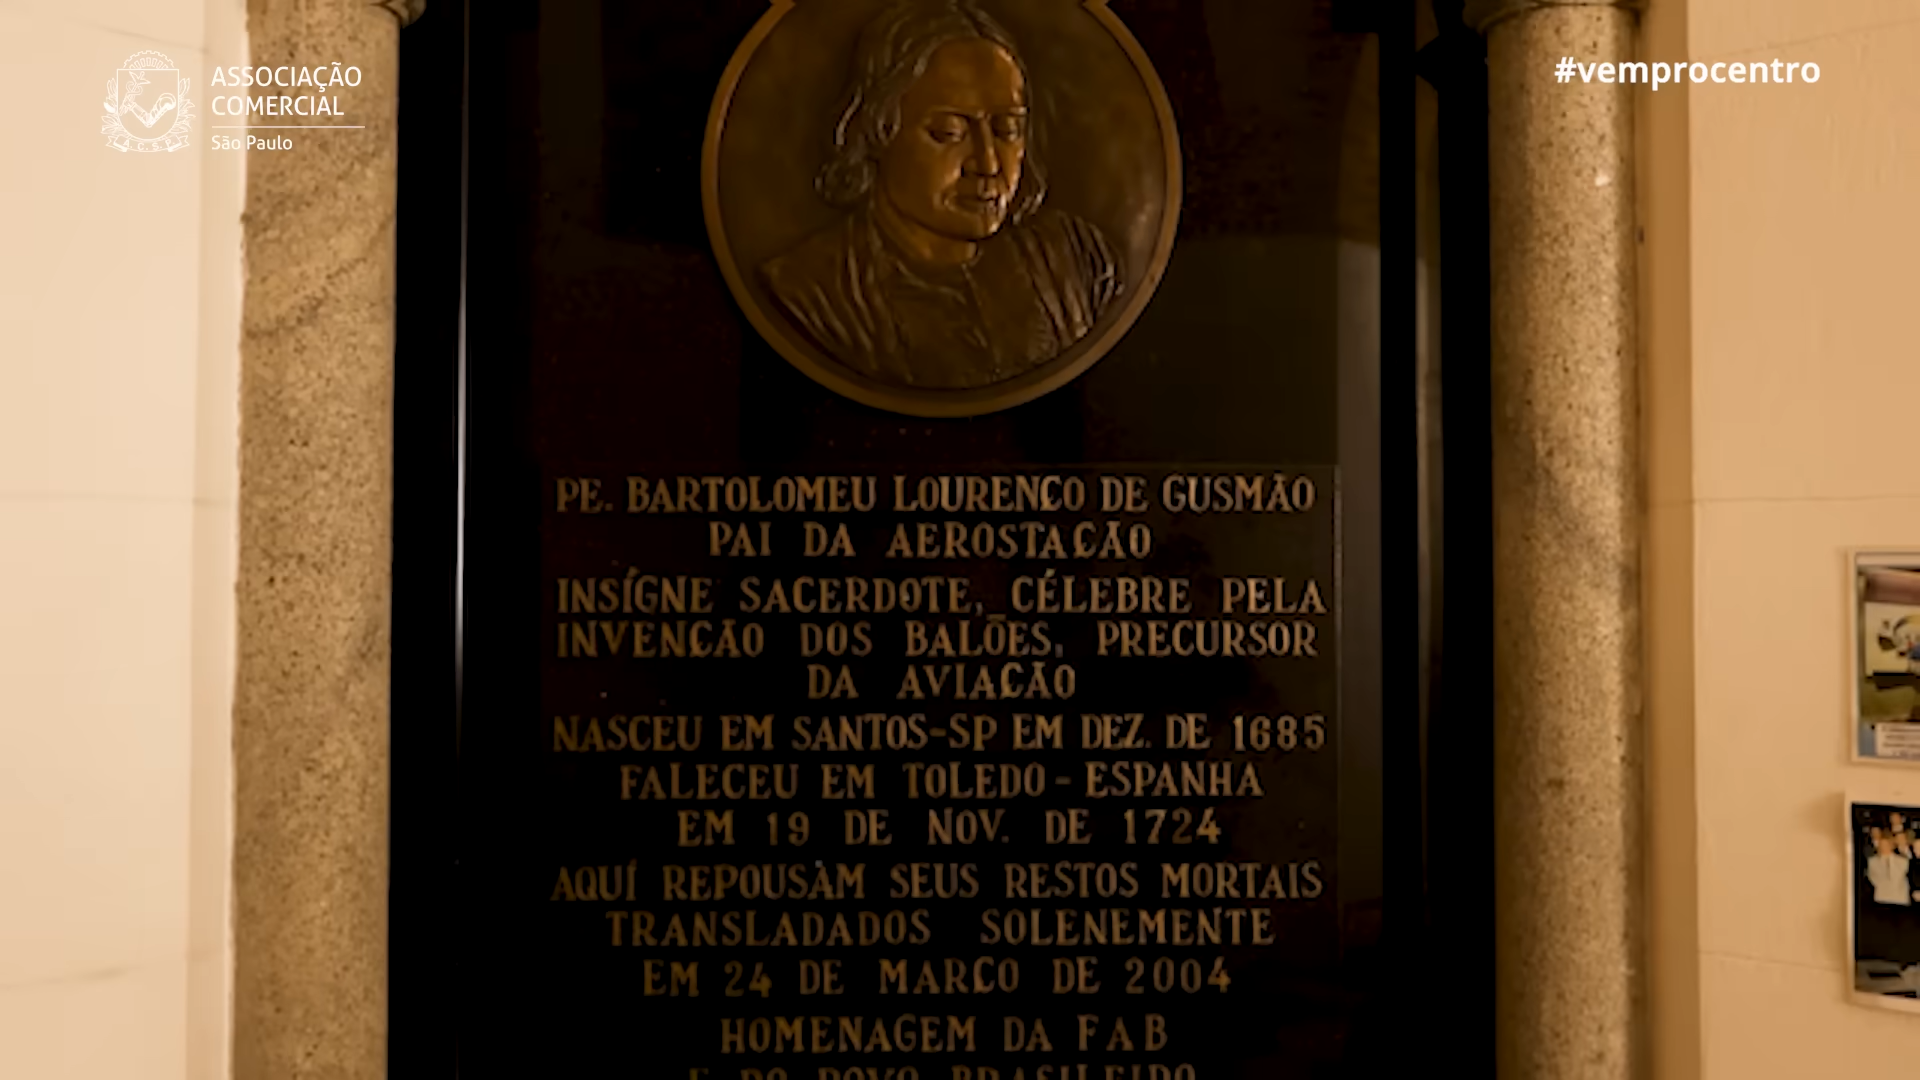 ASSOCIAÇÃO
COMERCIAL
São Paulo
A.C.S.P.
#vemprocentro
PE. BARTOLOMEU LOURENÇO DE GUSMÃO
PAI DA AEROSTAÇÃO
INSÍGNE SACERDOTE, CÉLEBRE PELA
INVENÇÃO DOS BALÕES, PRECURSOR
DA AVIAÇÃO
NASCEU EM SANTOS-SP EM DEZ. DE 1685
FALECEU EM TOLEDO - ESPANHA
EM 19 DE NOV. DE 1724
AQUÍ REPOUSAM SEUS RESTOS MORTAIS
TRANSLADADOS SOLENEMENTE
EM 24 DE MARÇO DE 2004
HOMENAGEM DA FAB
E DO POVO BRASILEIRO